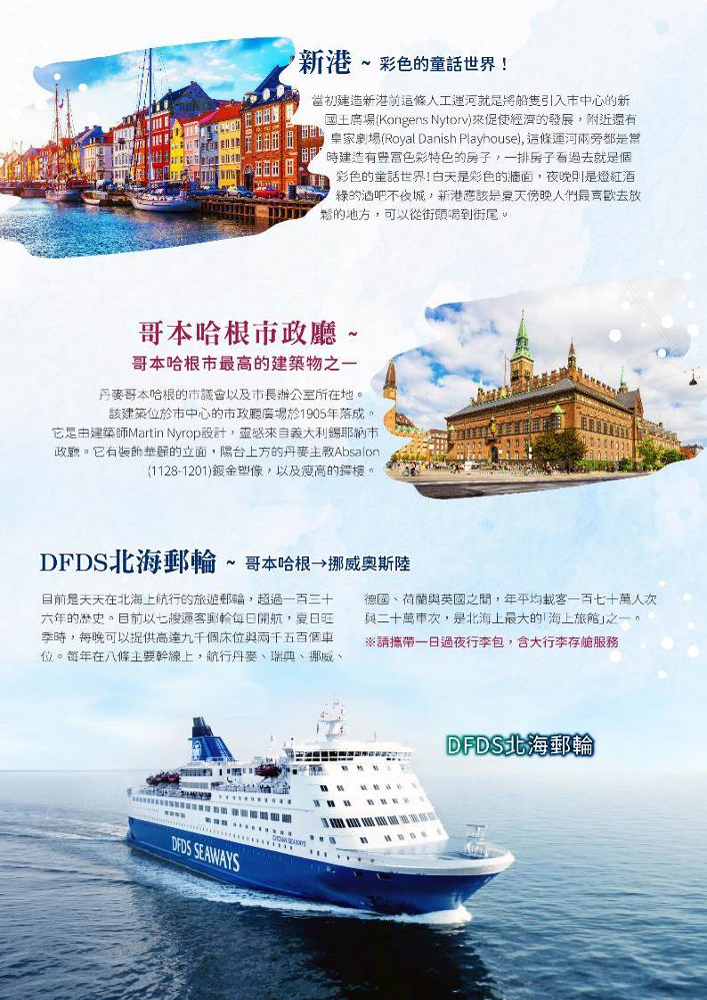 新港 ~ 彩色的童話世界！
當初建造新港前這條人工運河就是將船隻引入市中心的新
國王廣場(Kongens Nytorv)來促使經濟的發展，附近還有
皇家劇場(Royal Danish Playhouse), 這條運河兩旁都是當
時建造有豐富色彩特色的房子，一排房子看過去就是個
彩色的童話世界！白天是彩色的牆面，夜晚則是燈紅酒
綠的酒吧不夜城，新港應該是夏天傍晚人們最喜歡去放
鬆的地方，可以從街頭喝到街尾。
哥本哈根市政廳 ~
哥本哈根市最高的建築物之一
丹麥哥本哈根的市議會以及市長辦公室所在地。
該建築位於市中心的市政廳廣場於1905年落成。
它是由建築師Martin Nyrop設計，靈感來自義大利錫耶納市
政廳。它有裝飾華麗的立面，陽台上方的丹麥主教Absalon
(1128-1201)鍍金塑像，以及瘦高的鐘樓。
DFDS北海郵輪 ~ 哥本哈根→挪威奧斯陸
目前是天天在北海上航行的旅遊郵輪，超過一百三十
六年的歷史。目前以七艘運客郵輪每日開航，夏日旺
季時，每晚可以提供高達九千個床位與兩千五百個車
位。每年在八條主要幹線上，航行丹麥、瑞典、挪威、
德國、荷蘭與英國之間，年平均載客一百七十萬人次
與二十萬車次，是北海上最大的「海上旅館」之一。
※請攜帶一日過夜行李包，含大行李存艙服務
DFDS北海郵輪
CROWN SEAWAYS
DFDS SEAWAYS